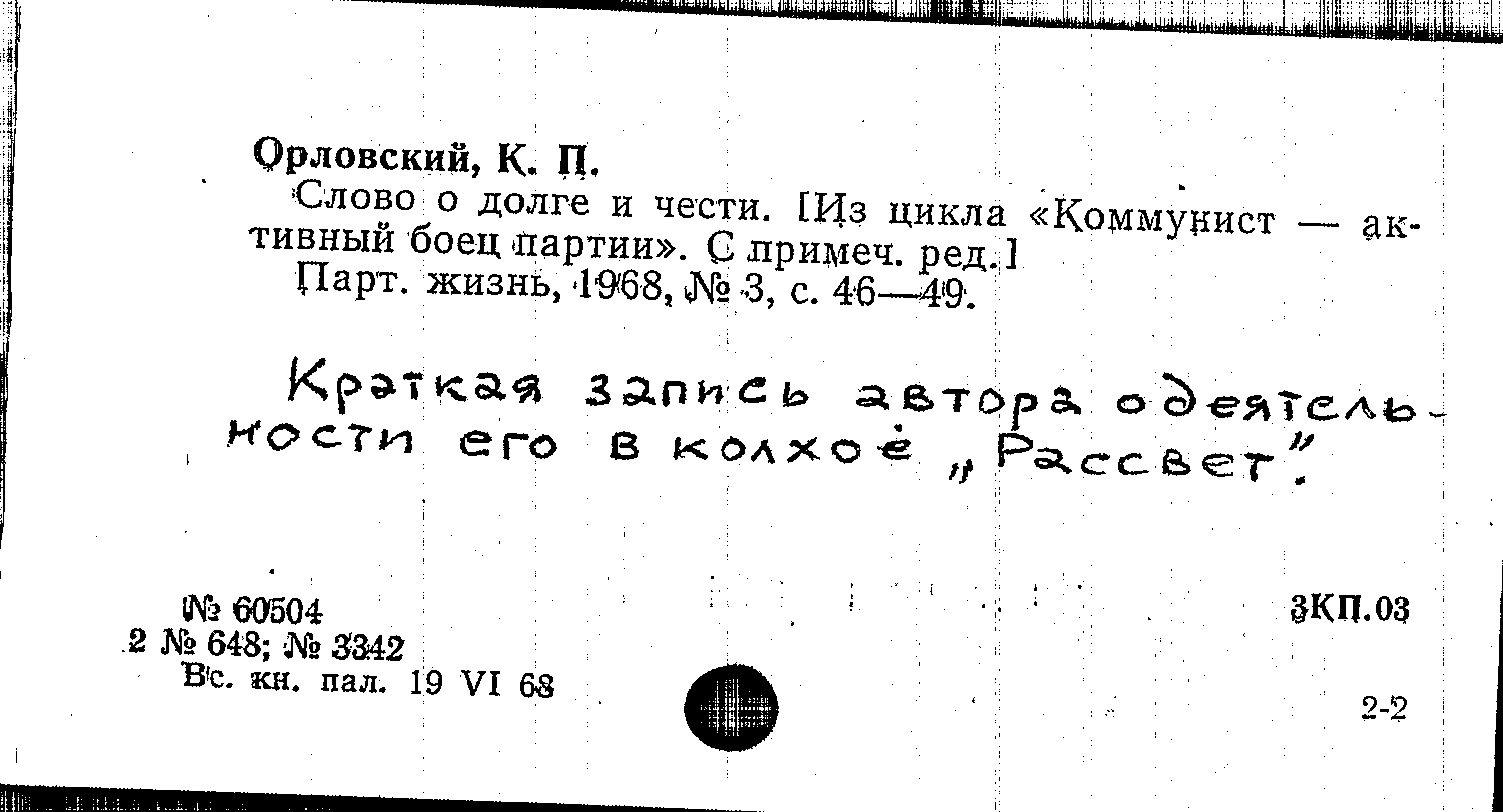 Орловский, К. П.
Слово о долге и чести. [Из цикла «Коммунист — ак-
тивный боец партии». С примеч. ред.]
Парт. жизнь, 1968, № 3, с. 46—49.
Краткая запись автора о деятель-
ности его в колхое „Рассвет".
№ 60504
2 № 648; № 3342
Вс. кн. пал. 19 VI 68
3КП.03
2-2